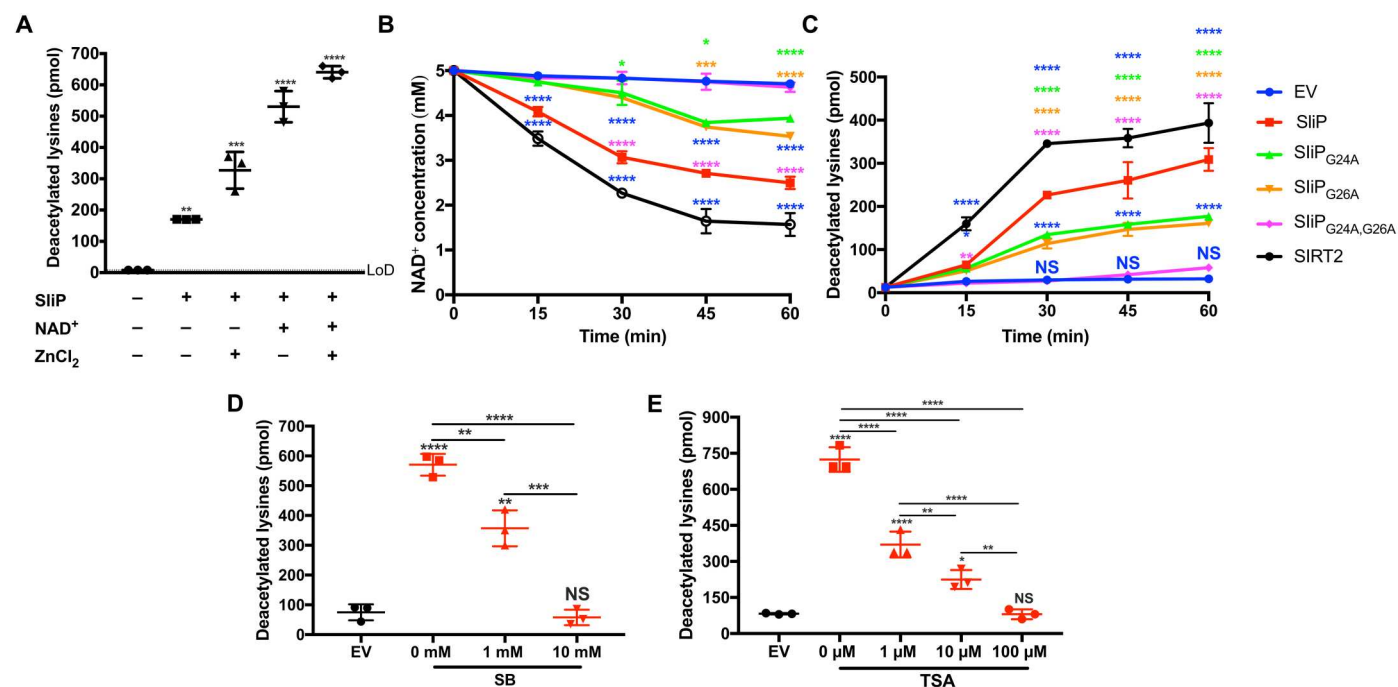 A
Deacetylated lysines (pmol)
700
600
500
400
300
200
100
0
**
***
****
****
LoD
SliP – + + + +
NAD⁺ – – – + +
ZnCl₂ – – + – +
B
NAD⁺ concentration (mM)
5
4
3
2
1
0
*
****
*
***
****
****
****
****
****
****
****
****
****
****
****
****
****
0 15 30 45 60
Time (min)
C
Deacetylated lysines (pmol)
500
400
300
200
100
0
****
****
****
****
****
****
****
****
****
****
****
****
****
*
**
****
****
****
NS
NS
NS
0 15 30 45 60
Time (min)
EV
SliP
SliP_G24A
SliP_G26A
SliP_G24A,G26A
SIRT2
D
Deacetylated lysines (pmol)
700
600
500
400
300
200
100
0
****
**
****
***
**
NS
EV 0 mM 1 mM 10 mM
SB
E
Deacetylated lysines (pmol)
900
750
600
450
300
150
0
****
****
****
****
****
****
**
**
*
NS
EV 0 µM 1 µM 10 µM 100 µM
TSA